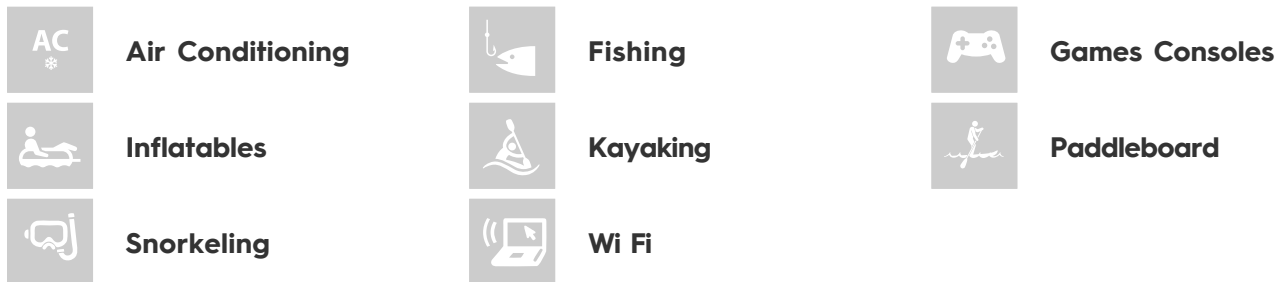 AC
Air Conditioning
Fishing
Games Consoles
Inflatables
Kayaking
Paddleboard
Snorkeling
Wi Fi